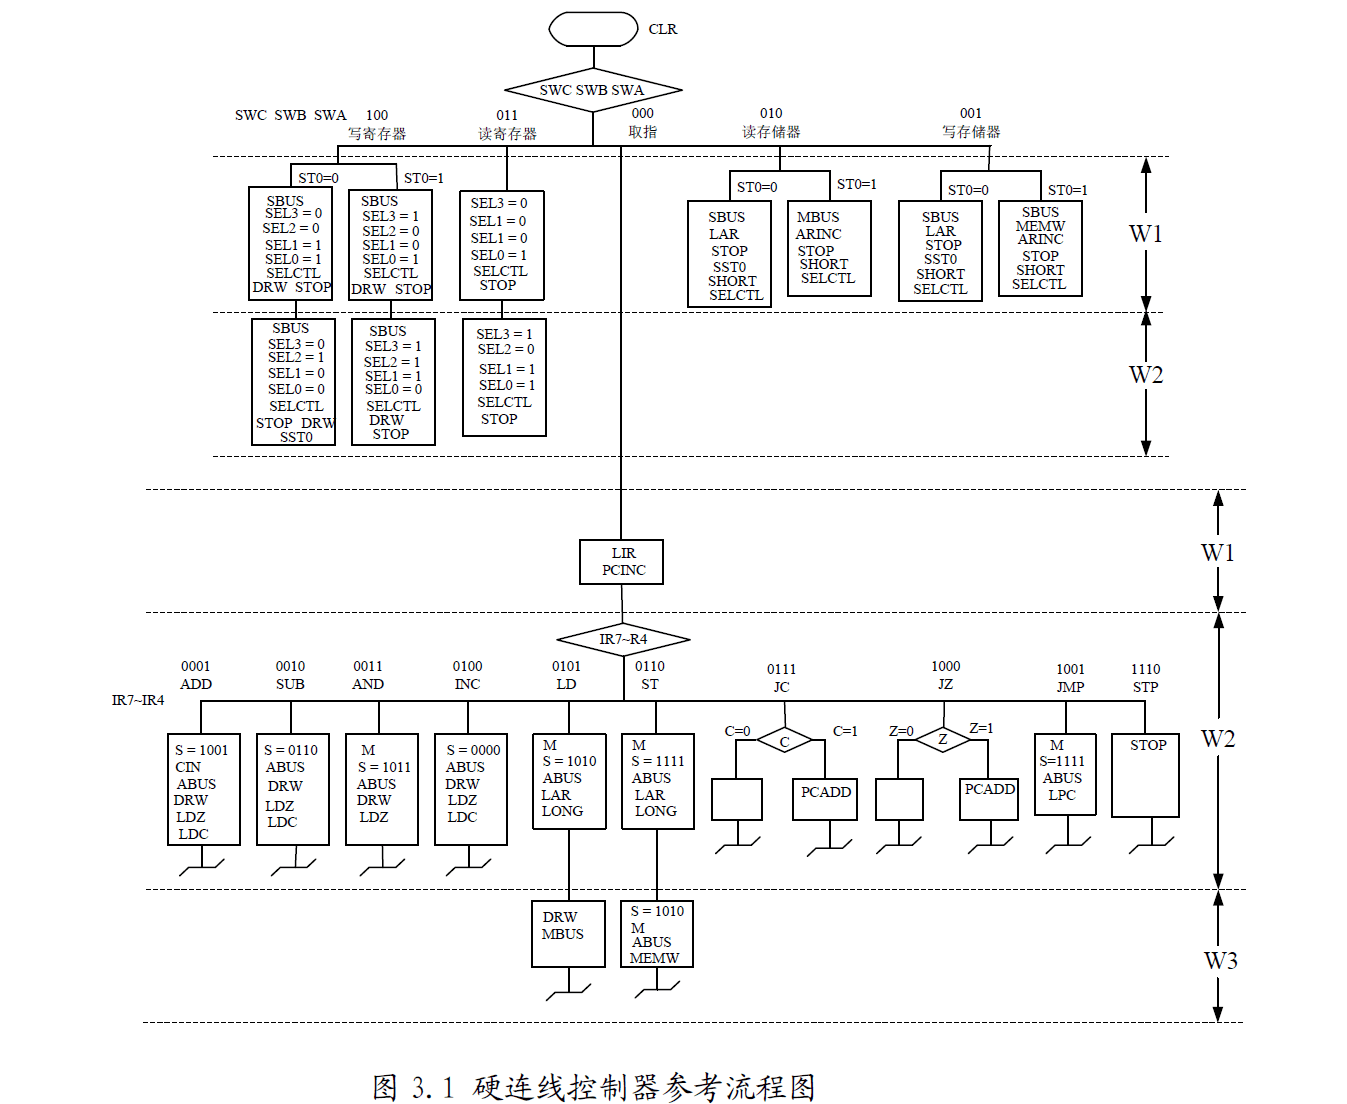 CLR
SWC SWB SWA
SWC SWB SWA
100
写寄存器
011
读寄存器
000
取指
010
读存储器
001
写存储器
ST0=0
ST0=1
ST0=0
ST0=1
ST0=0
ST0=1
SBUS
SEL3 = 0
SEL2 = 0
SEL1 = 1
SEL0 = 1
SELCTL
DRW STOP
SBUS
SEL3 = 1
SEL2 = 0
SEL1 = 0
SEL0 = 1
SELCTL
DRW STOP
SEL3 = 0
SEL1 = 0
SEL1 = 0
SEL0 = 1
SELCTL
STOP
SBUS
LAR
STOP
SST0
SHORT
SELCTL
MBUS
ARINC
STOP
SHORT
SELCTL
SBUS
LAR
STOP
SST0
SHORT
SELCTL
SBUS
MEMW
ARINC
STOP
SHORT
SELCTL
W1
SBUS
SEL3 = 0
SEL2 = 1
SEL1 = 0
SEL0 = 0
SELCTL
STOP DRW
SST0
SBUS
SEL3 = 1
SEL2 = 1
SEL1 = 1
SEL0 = 0
SELCTL
DRW
STOP
SEL3 = 1
SEL2 = 0
SEL1 = 1
SEL0 = 1
SELCTL
STOP
W2
LIR
PCINC
W1
IR7~R4
IR7~IR4
0001
ADD
0010
SUB
0011
AND
0100
INC
0101
LD
0110
ST
0111
JC
1000
JZ
1001
JMP
1110
STP
S = 1001
CIN
ABUS
DRW
LDZ
LDC
S = 0110
ABUS
DRW
LDZ
LDC
M
S = 1011
ABUS
DRW
LDZ
S = 0000
ABUS
DRW
LDZ
LDC
M
S = 1010
ABUS
LAR
LONG
M
S = 1111
ABUS
LAR
LONG
C=0
C
C=1
PCADD
Z=0
Z
Z=1
PCADD
M
S=1111
ABUS
LPC
STOP
W2
DRW
MBUS
S = 1010
M
ABUS
MEMW
W3
图 3.1 硬连线控制器参考流程图